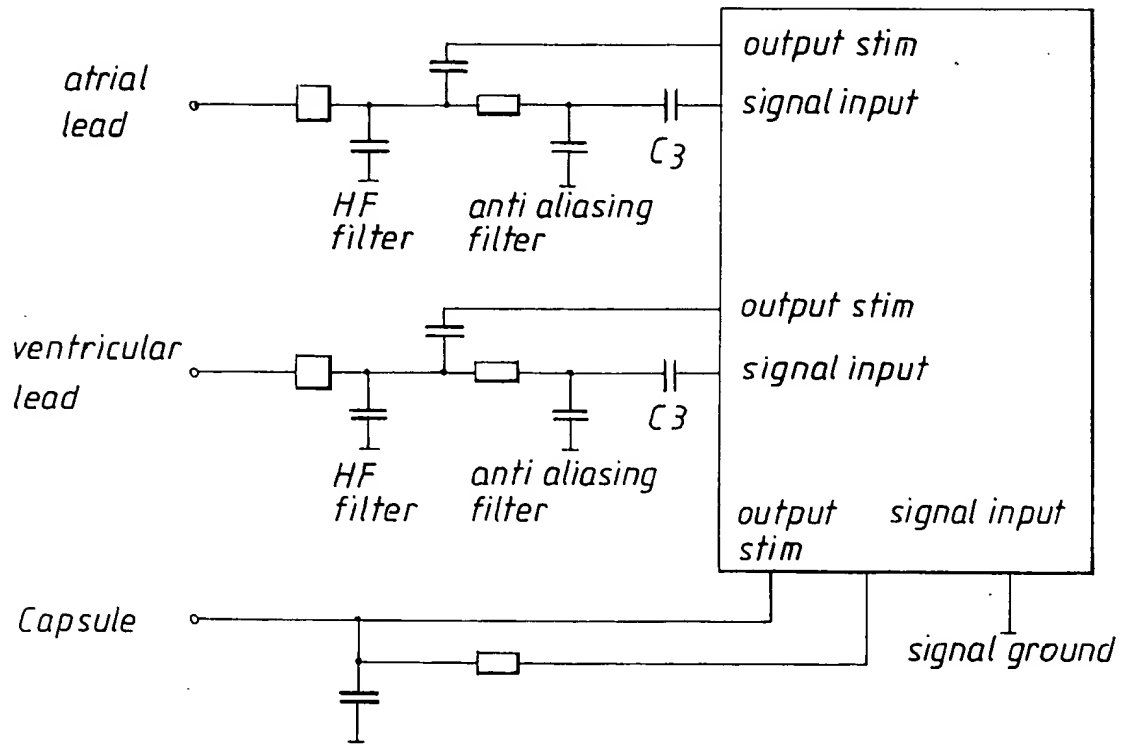 atrial
lead
output stim
signal input
C3
HF
filter
anti aliasing
filter
ventricular
lead
output stim
signal input
C3
HF
filter
anti aliasing
filter
output
stim
signal input
Capsule
signal ground